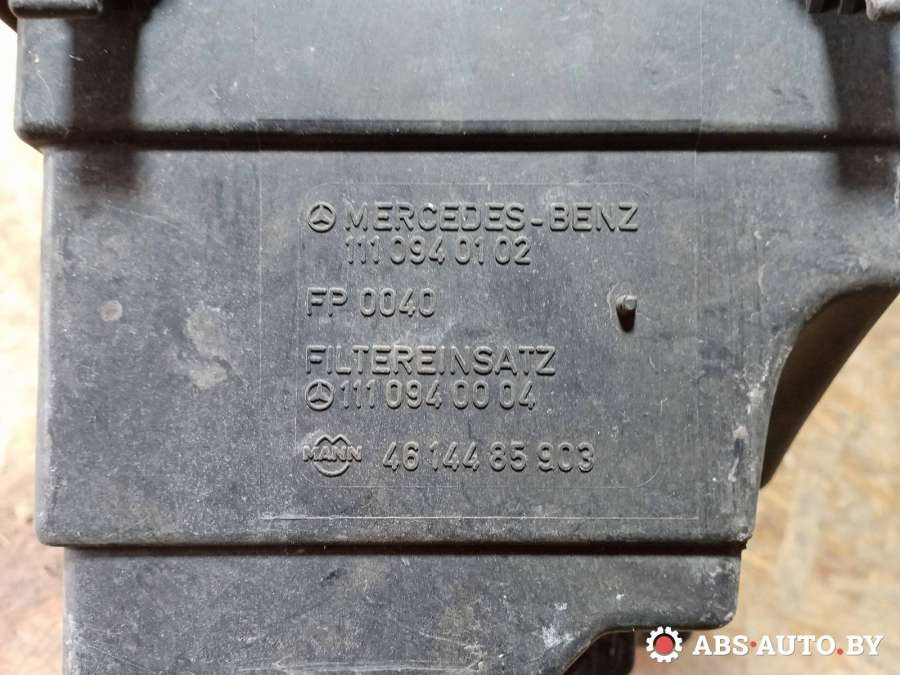 MERCEDES-BENZ
111 094 01 02
FP 0040
FILTEREINSATZ
111 094 00 04
MANN 46 144 85 903
ABS-AUTO.BY